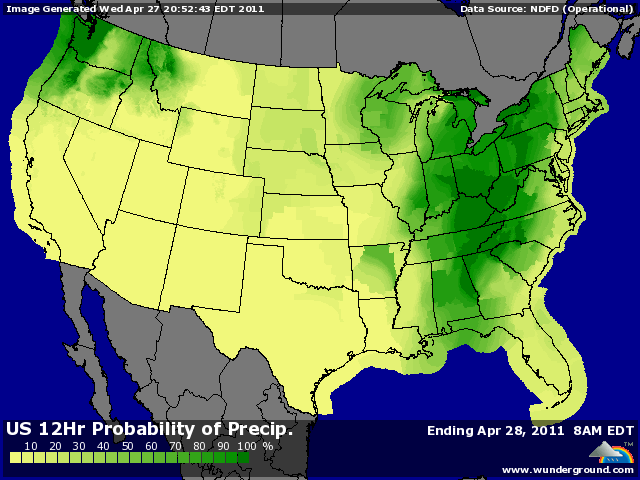 Image Generated Wed Apr 27 20:52:43 EDT 2011 Data Source: NDFD (Operational)
US 12Hr Probability of Precip.
Ending Apr 28, 2011 8AM EDT
10 20 30 40 50 60 70 80 90 100 %
TM
www.wunderground.com